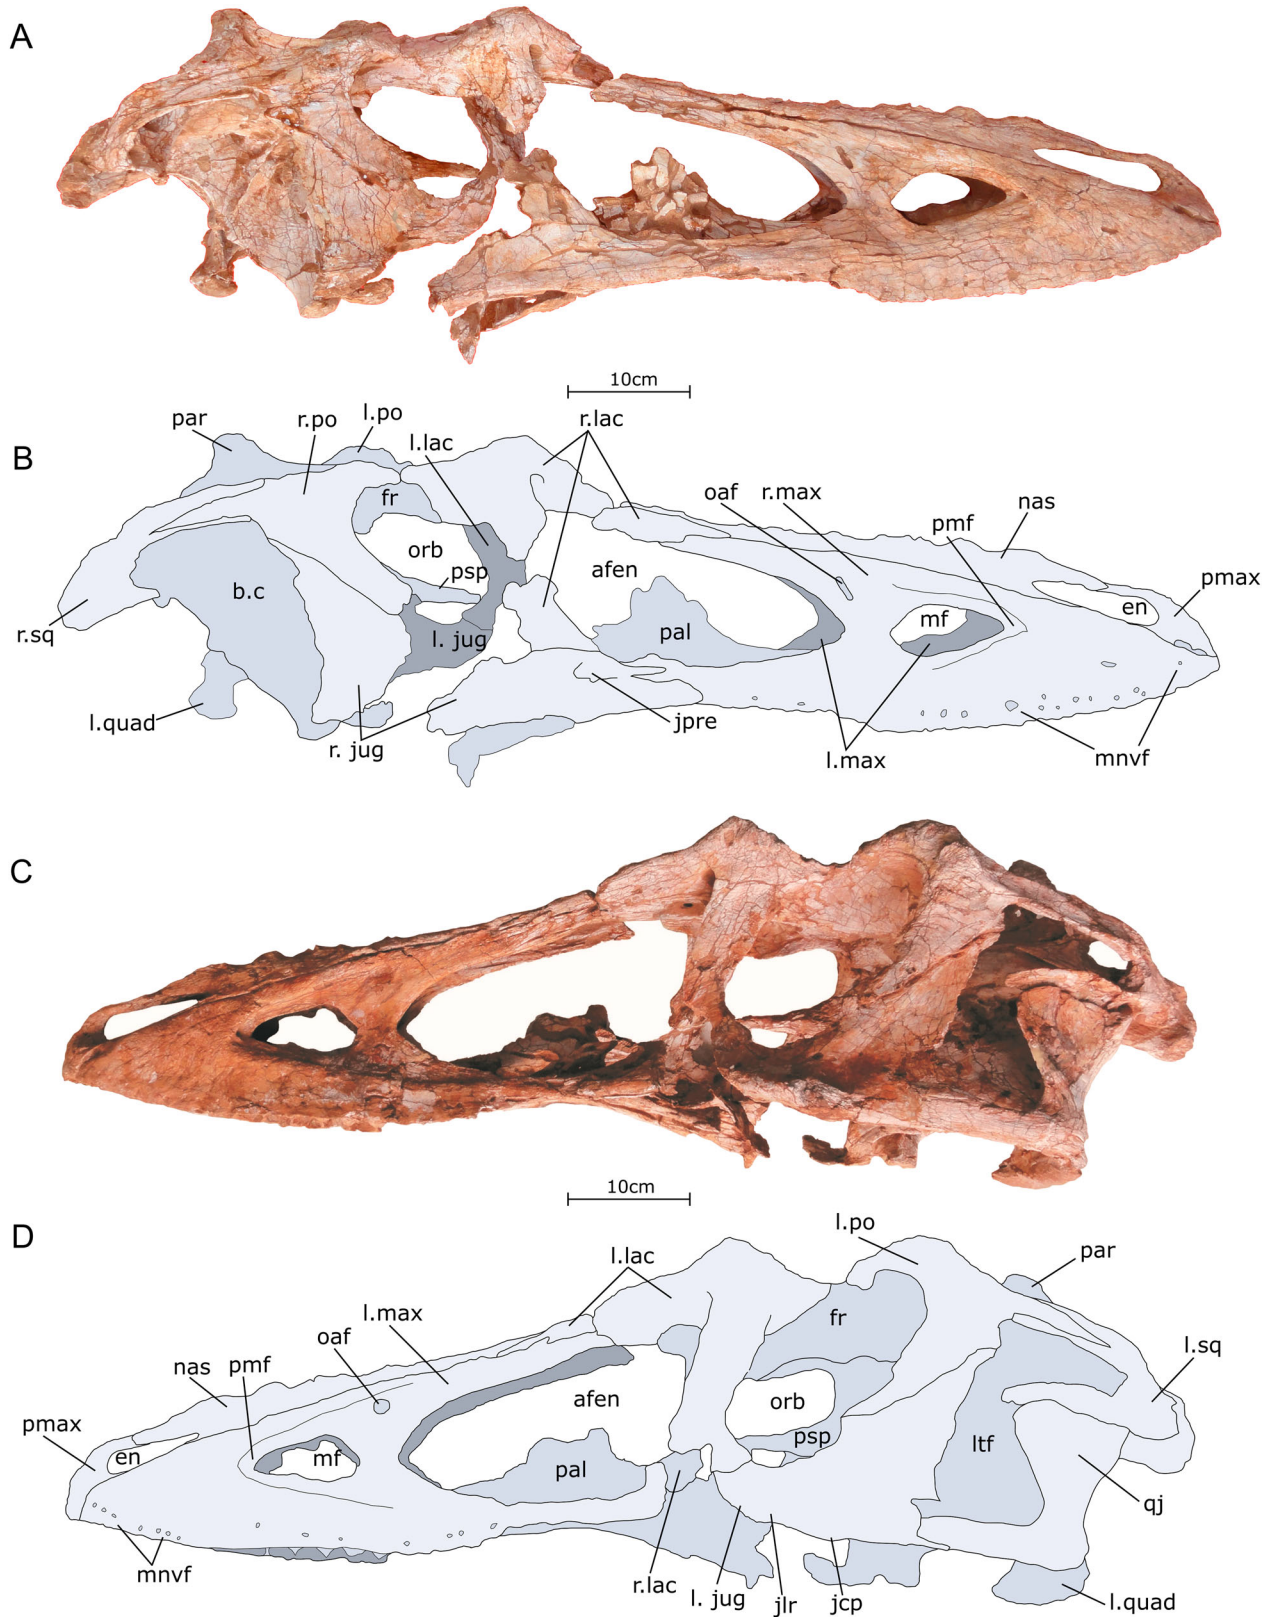 A
10cm
B
par
r.po
l.po
l.lac
r.lac
fr
orb
psp
afen
oaf
r.max
pmf
nas
pmax
en
mf
b.c
r.sq
l. jug
pal
l.quad
r. jug
jpre
l.max
mnvf
C
10cm
D
l.po
par
l.lac
l.max
oaf
nas
pmf
pmax
en
mf
afen
fr
orb
psp
pal
ltf
l.sq
qj
mnvf
r.lac
l. jug
jlr
jcp
l.quad